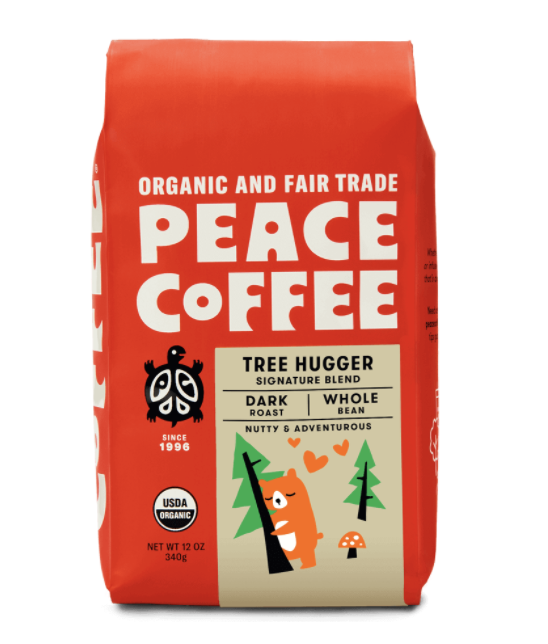 ORGANIC AND FAIR TRADE
PEACE
COFFEE
TREE HUGGER
SIGNATURE BLEND
DARK
ROAST
WHOLE
BEAN
NUTTY & ADVENTUROUS
SINCE
1996
USDA
ORGANIC
NET WT 12 OZ
340g
COFFEE